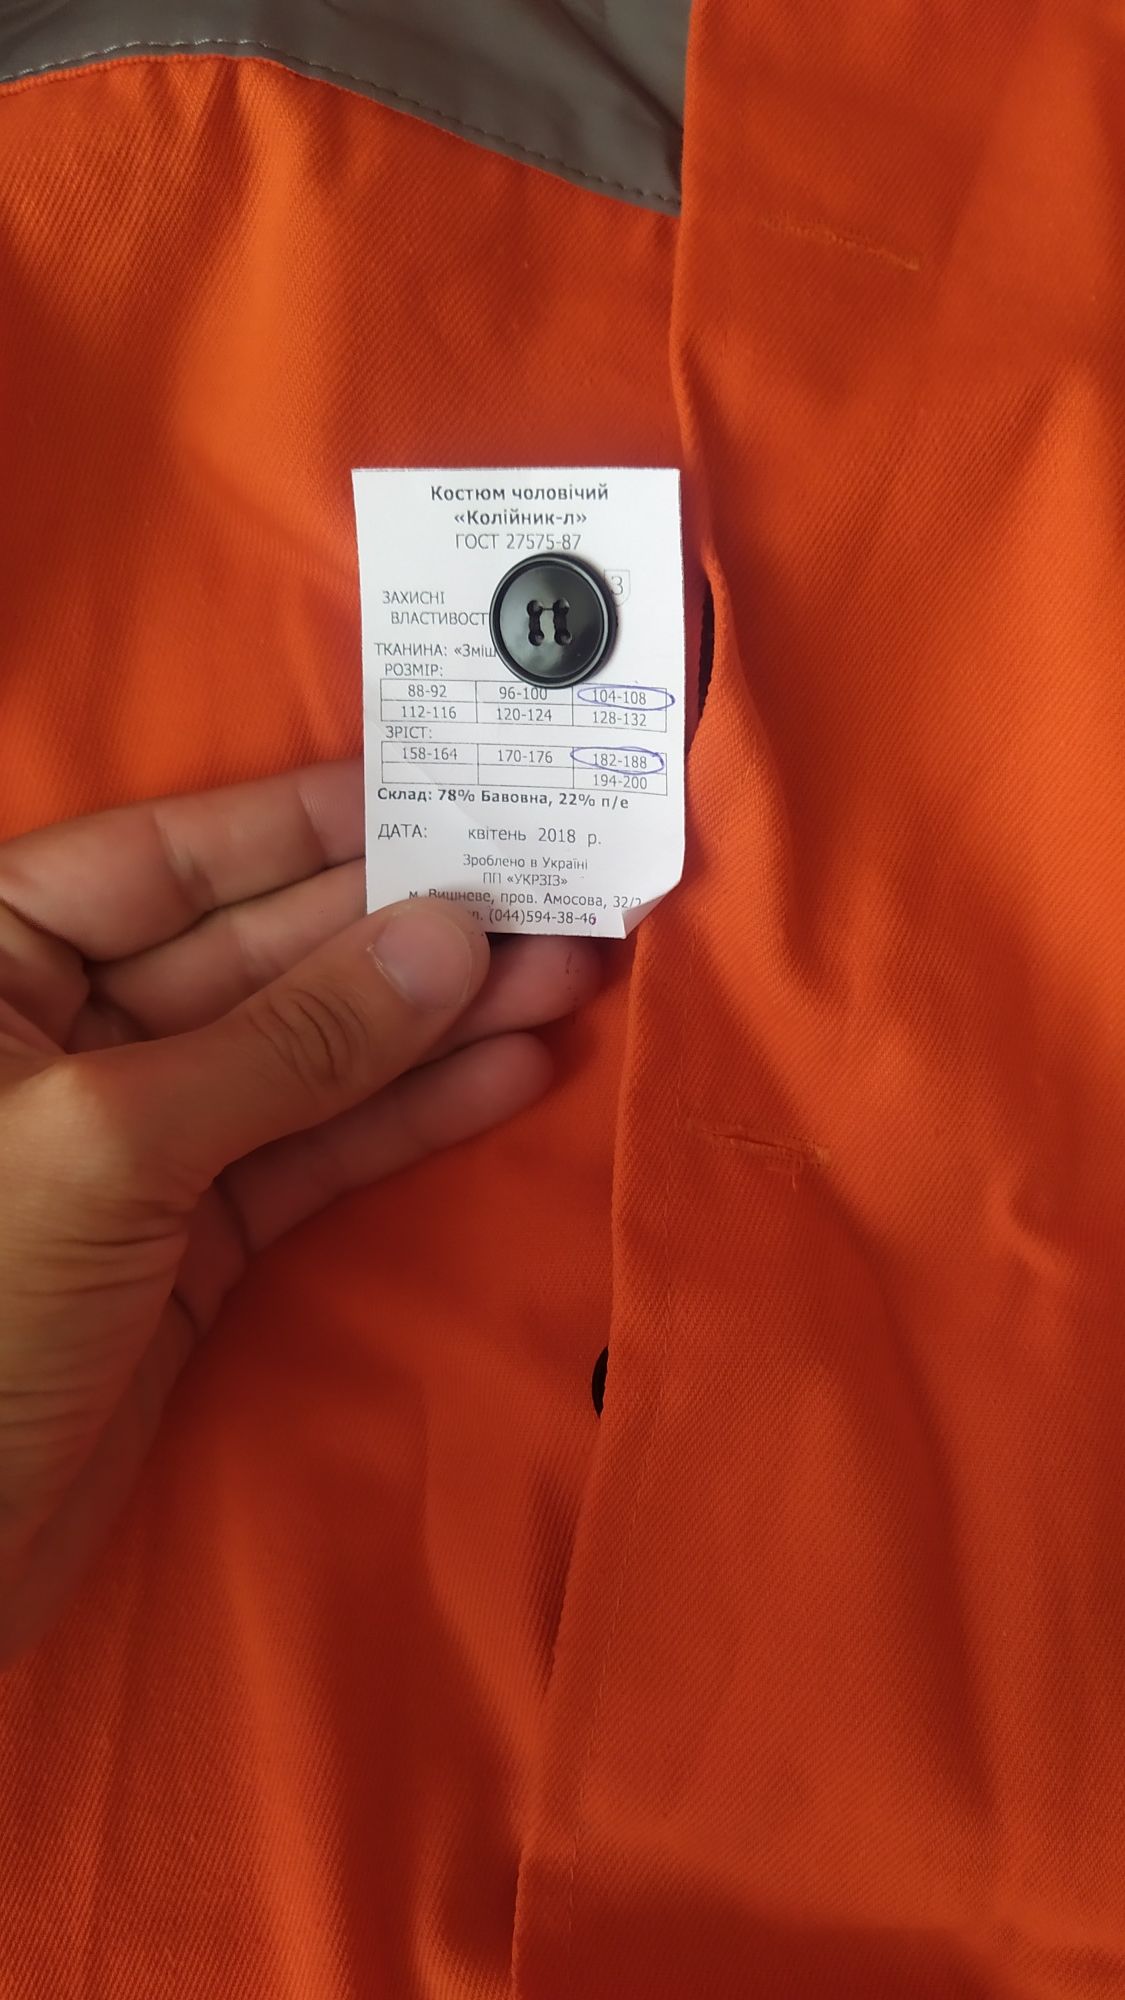 Костюм чоловічий
«Колійник-л»
ГОСТ 27575-87
З
ЗАХИСНІ
ВЛАСТИВОСТ
ТКАНИНА: «Зміш
РОЗМІР:
88-92 96-100 104-108
112-116 120-124 128-132
ЗРІСТ:
158-164 170-176 182-188
194-200
Склад: 78% Бавовна, 22% п/е
ДАТА: квітень 2018 р.
Зроблено в Україні
ПП «УКРЗІЗ»
м. Вишневе, пров. Амосова, 32/2
л. (044)594-38-46